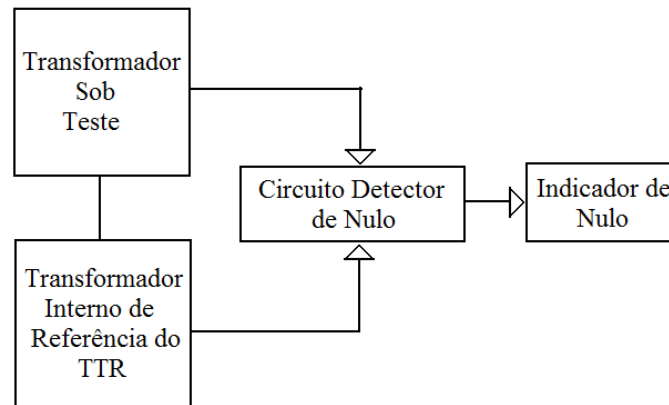 Transformador
Sob
Teste
Circuito Detector
de Nulo
Indicador de
Nulo
Transformador
Interno de
Referência do
TTR